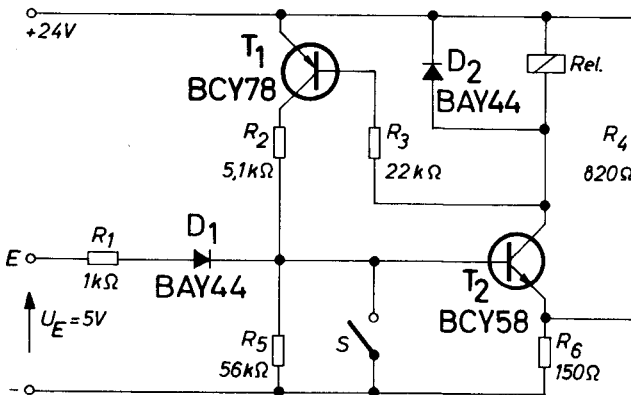 +24V
T1
BCY78
D2
BAY44
Rel.
R2
5,1kΩ
R3
22kΩ
R4
820Ω
E
R1
1kΩ
D1
BAY44
T2
BCY58
UE=5V
R5
56kΩ
S
R6
150Ω
-